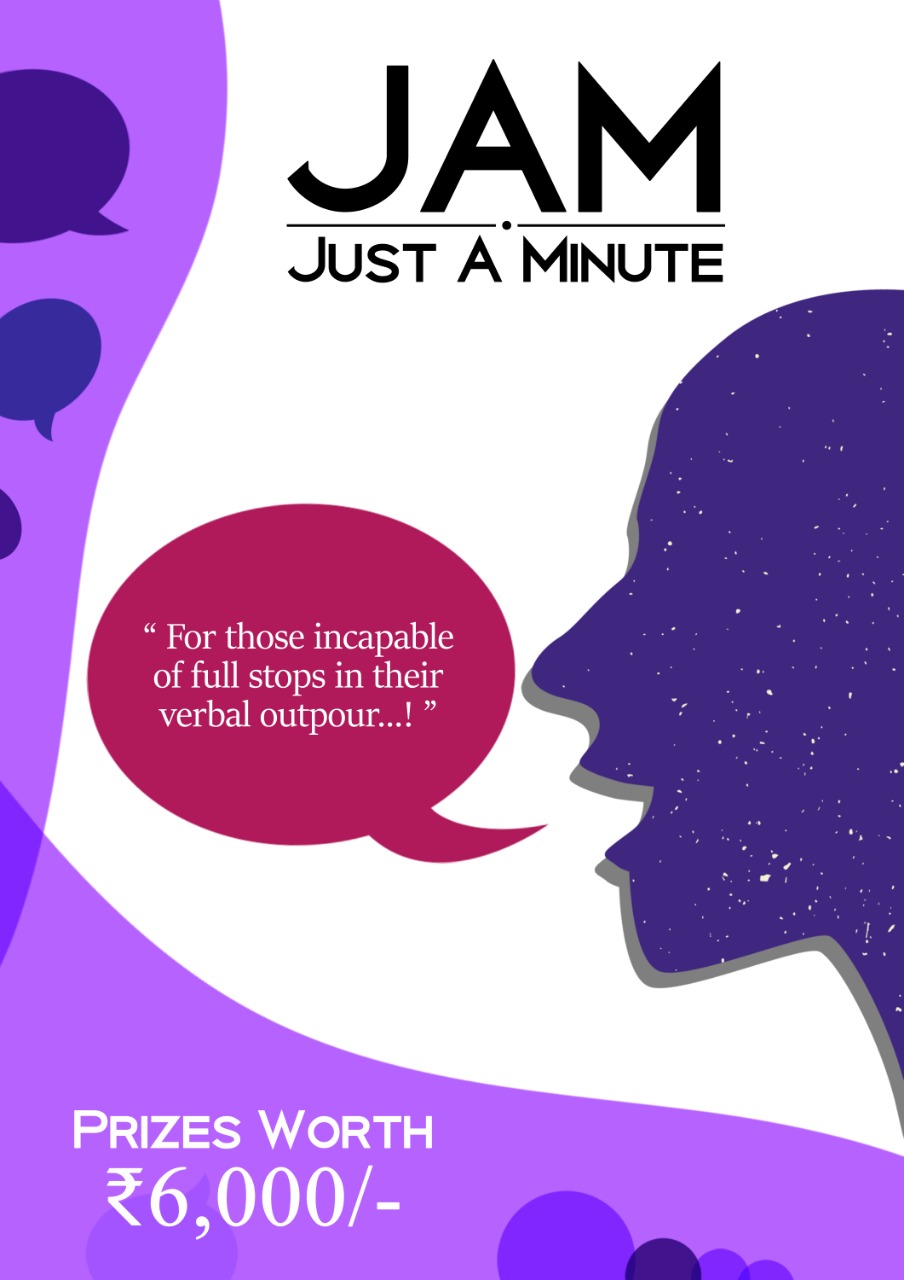 JAM
JUST A MINUTE
“ For those incapable
of full stops in their
verbal outpour...! ”
PRIZES WORTH
₹6,000/-